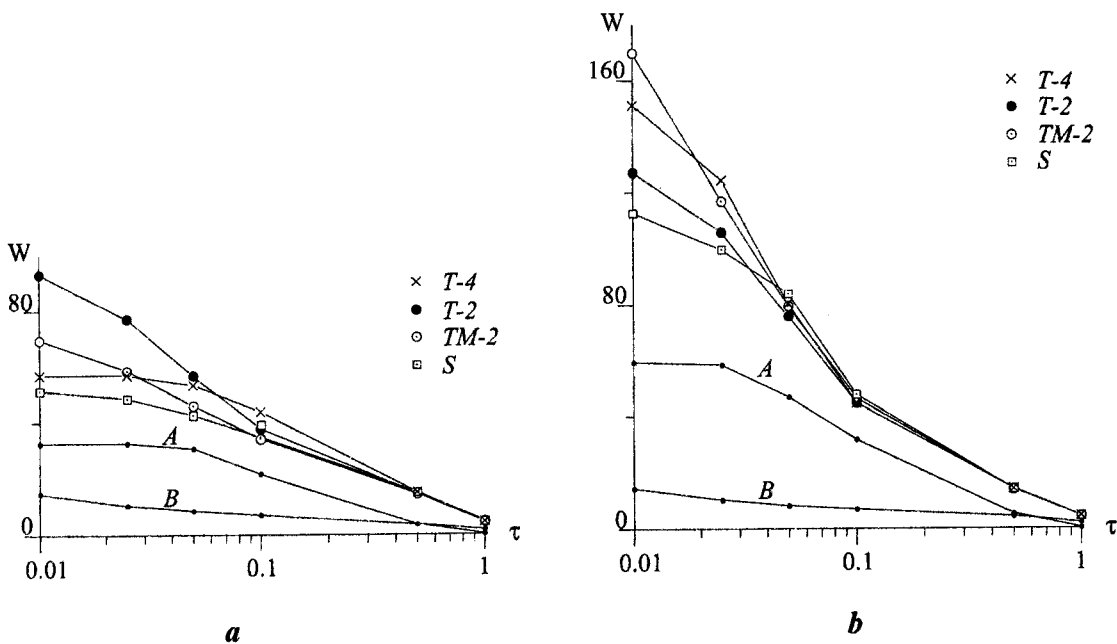 W
80
0
A
B
× T-4
● T-2
⊙ TM-2
⊡ S
0.01 0.1 1 τ
a
W
160
80
0
A
B
× T-4
● T-2
⊙ TM-2
⊡ S
0.01 0.1 1 τ
b